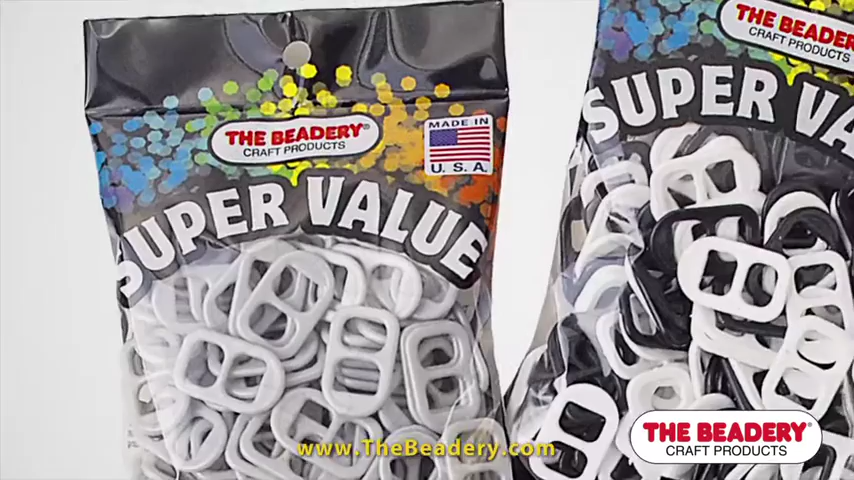 THE BEADERY®
CRAFT PRODUCTS
MADE IN
U.S.A.
SUPER VALUE
THE BEADERY
CRAFT PRODUCTS
SUPER VA
www.TheBeadery.com
THE BEADERY®
CRAFT PRODUCTS